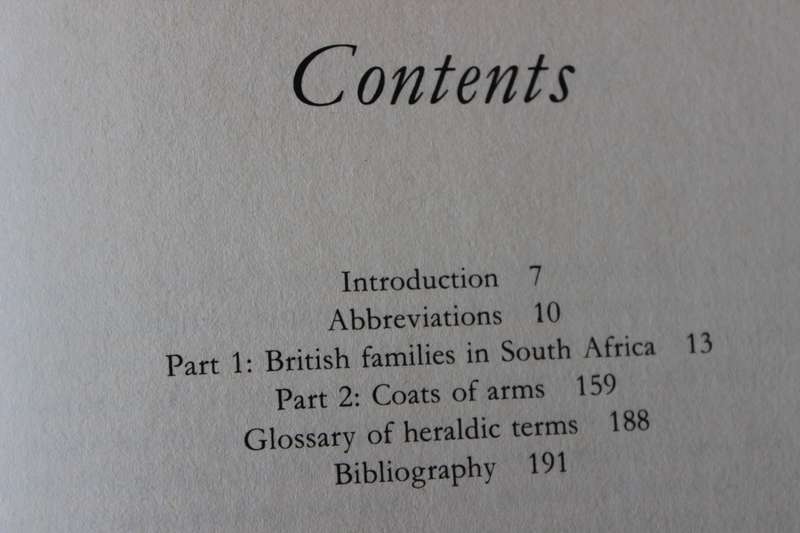 Contents
Introduction 7
Abbreviations 10
Part 1: British families in South Africa 13
Part 2: Coats of arms 159
Glossary of heraldic terms 188
Bibliography 191